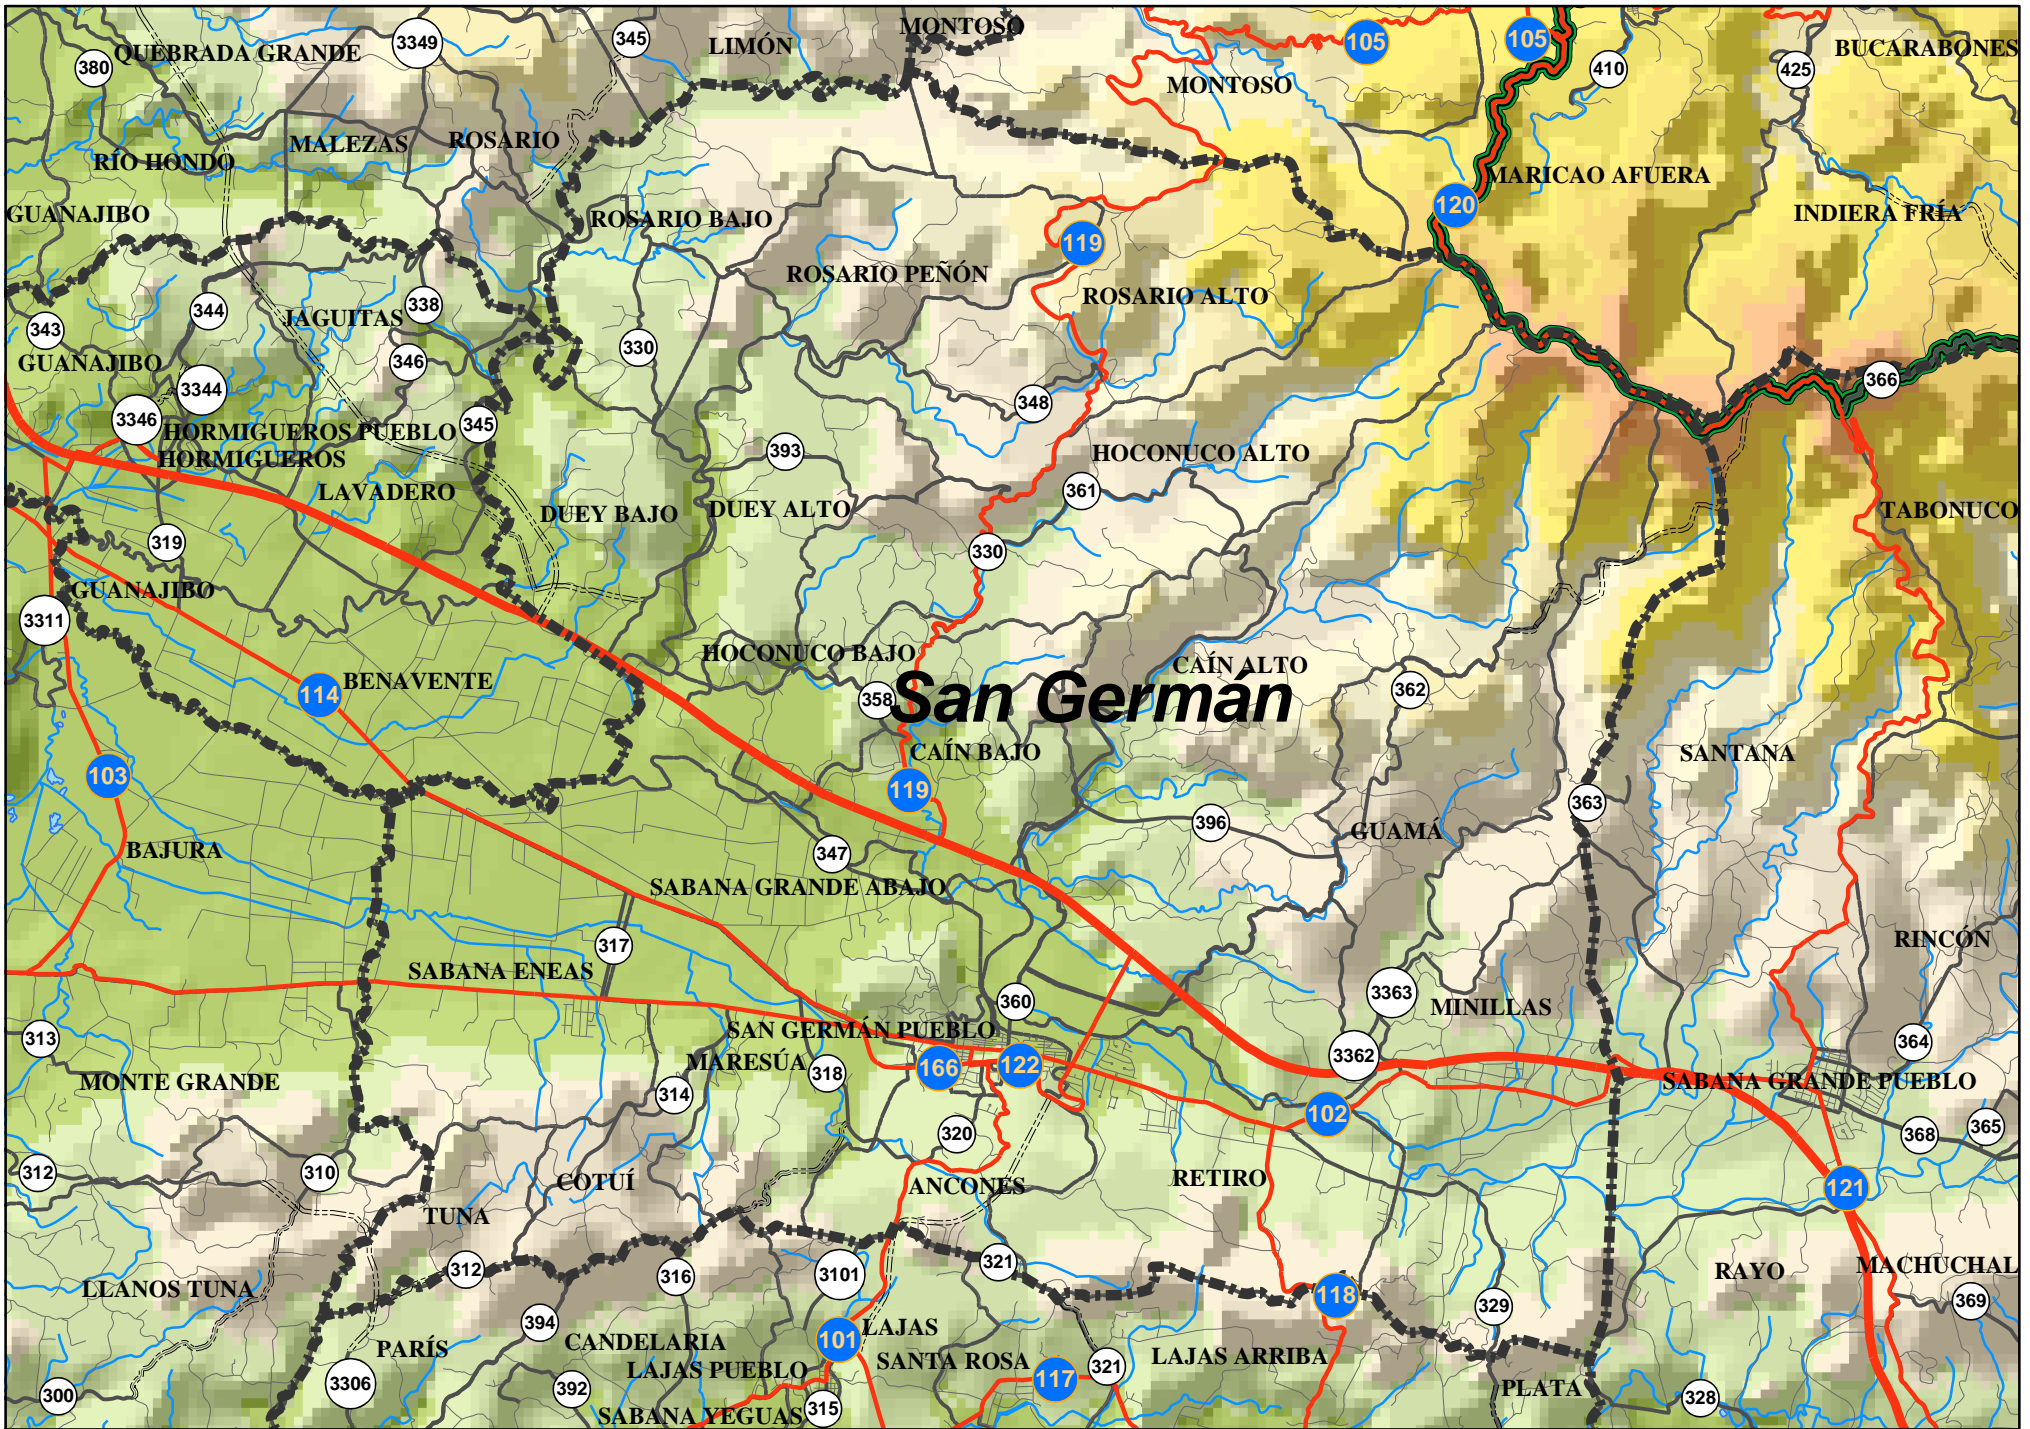 MONTOSO
345
3349
LIMÓN
105
105
BUCARABONES
QUEBRADA GRANDE
380
410
425
MONTOSO
MALEZAS
ROSARIO
RÍO HONDO
MARICAO AFUERA
120
GUANAJIBO
ROSARIO BAJO
INDIERA FRÍA
119
ROSARIO PEÑÓN
ROSARIO ALTO
344
338
JAGUITAS
343
330
GUANAJIBO
346
3344
366
348
3346
HORMIGUEROS PUEBLO
345
HORMIGUEROS
393
HOCONUCO ALTO
LAVADERO
361
DUEY BAJO
DUEY ALTO
TABONUCO
319
330
GUANAJIBO
3311
HOCONUCO BAJO
CAÍN ALTO
BENAVENTE
114
358
San Germán
362
CAÍN BAJO
SANTANA
103
119
363
396
GUAMÁ
BAJURA
347
SABANA GRANDE ABAJO
317
RINCÓN
SABANA ENEAS
3363
360
MINILLAS
SAN GERMÁN PUEBLO
313
364
3362
MARESÚA
318
166
122
MONTE GRANDE
SABANA GRANDE PUEBLO
314
102
320
368
365
312
310
COTUÍ
RETIRO
ANCONES
121
TUNA
312
316
3101
321
RAYO
MACHUCHAL
LLANOS TUNA
118
329
369
394
PARÍS
CANDELARIA
101
LAJAS
LAJAS PUEBLO
SANTA ROSA
321
LAJAS ARRIBA
3306
392
117
PLATA
300
SABANA YEGUAS
315
328